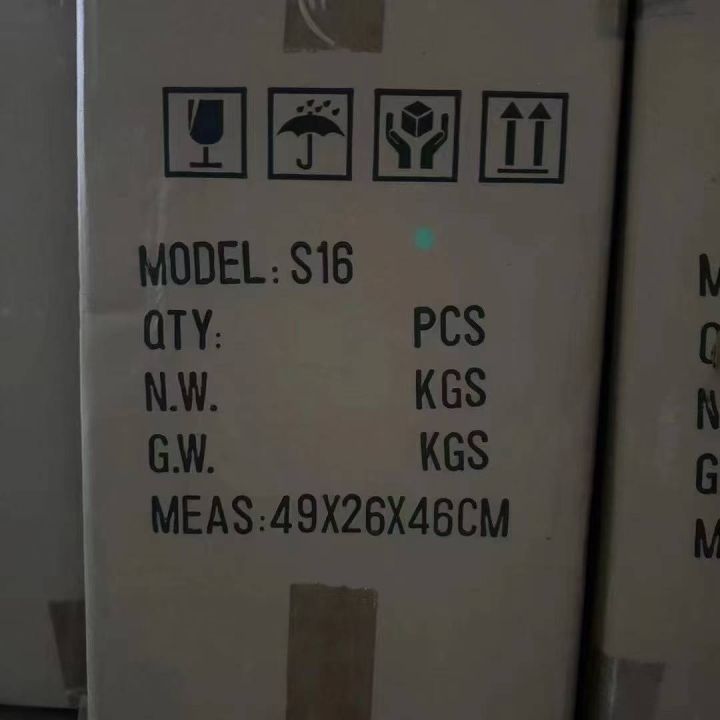 MODEL: S16
QTY: PCS
N.W. KGS
G.W. KGS
MEAS:49X26X46CM